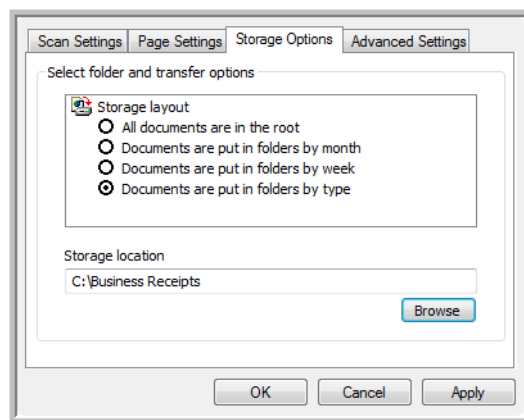 Scan Settings Page Settings Storage Options Advanced Settings
Select folder and transfer options
Storage layout
All documents are in the root
Documents are put in folders by month
Documents are put in folders by week
Documents are put in folders by type
Storage location
C:\Business Receipts
Browse
OK Cancel Apply